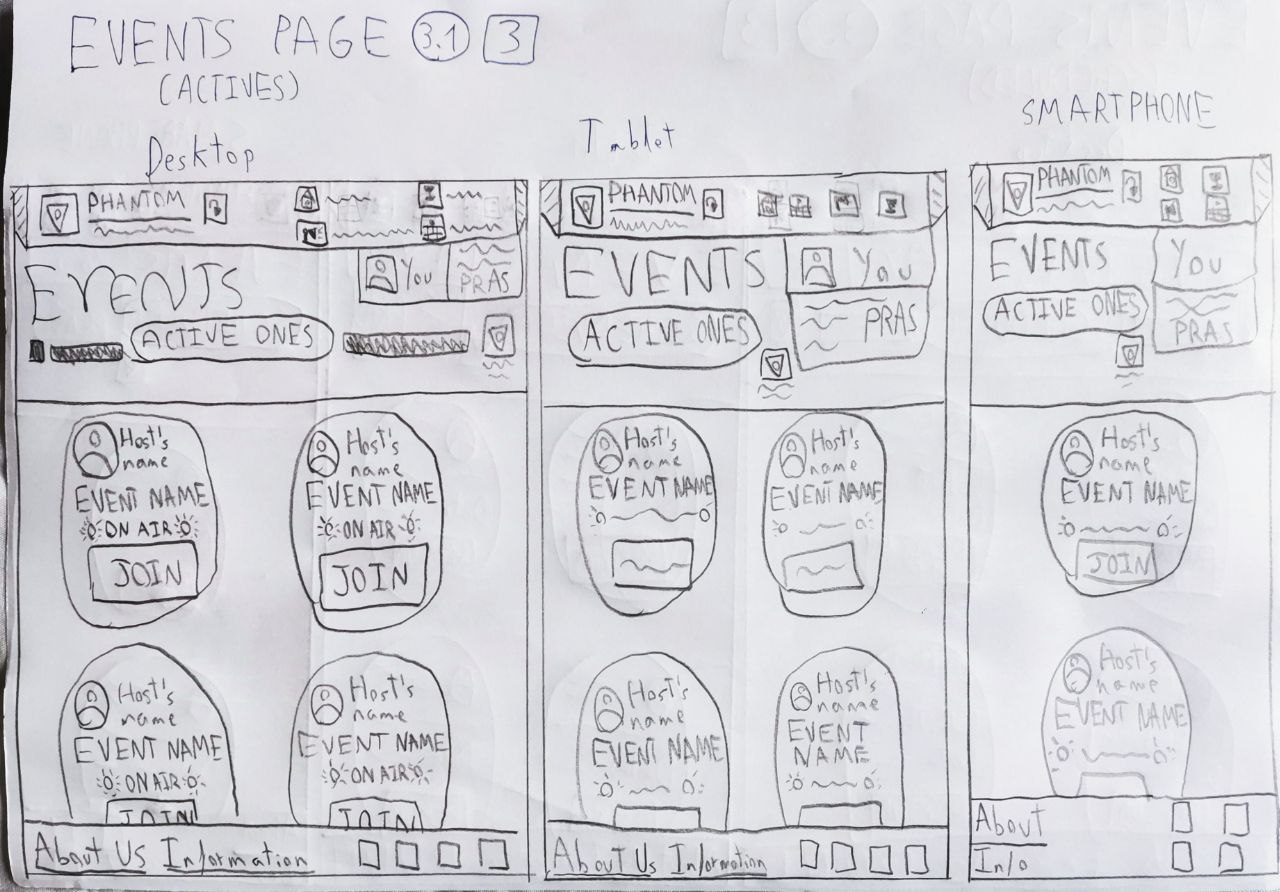 EVENTS PAGE 3.1 3
(ACTIVES)
Desktop
PHANTOM
EVENTS
You
PRAS
ACTIVE ONES
Host's
name
EVENT NAME
ON AIR
JOIN
Host's
name
EVENT NAME
ON AIR
JOIN
Host's
name
EVENT NAME
ON AIR
JOIN
Host's
name
EVENT NAME
ON AIR
JOIN
About Us Information
Tablet
PHANTOM
EVENTS
You
PRAS
ACTIVE ONES
Host's
name
EVENT NAME
Host's
name
EVENT NAME
Host's
name
EVENT NAME
Host's
name
EVENT
NAME
About Us Information
SMARTPHONE
PHANTOM
EVENTS
You
ACTIVE ONES
PRAS
Host's
name
EVENT NAME
JOIN
Host's
name
EVENT NAME
About
Info